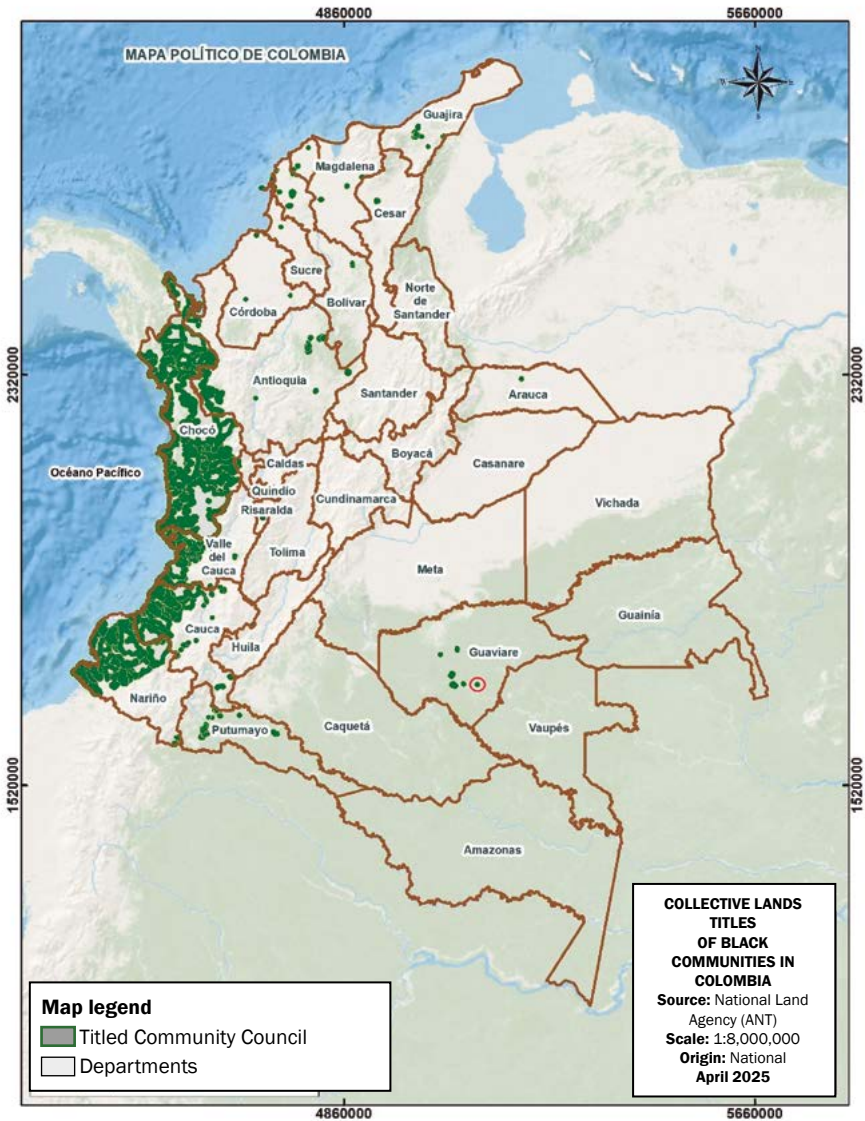 4860000
5660000
MAPA POLÍTICO DE COLOMBIA
N
Guajira
Magdalena
Cesar
Sucre
Norte
de
Santander
Córdoba
Bolívar
2320000
2320000
Antioquia
Santander
Arauca
Chocó
Boyacá
Océano Pacífico
Caldas
Casanare
Quindio
Cundinamarca
Risaralda
Vichada
Valle
del
Cauca
Tolima
Meta
Guainía
Cauca
Huila
Guaviare
Nariño
Putumayo
Caquetá
Vaupés
1520000
1520000
Amazonas
COLLECTIVE LANDS
TITLES
OF BLACK
COMMUNITIES IN
COLOMBIA
Source: National Land
Agency (ANT)
Scale: 1:8,000,000
Origin: National
April 2025
Map legend
Titled Community Council
Departments
4860000
5660000